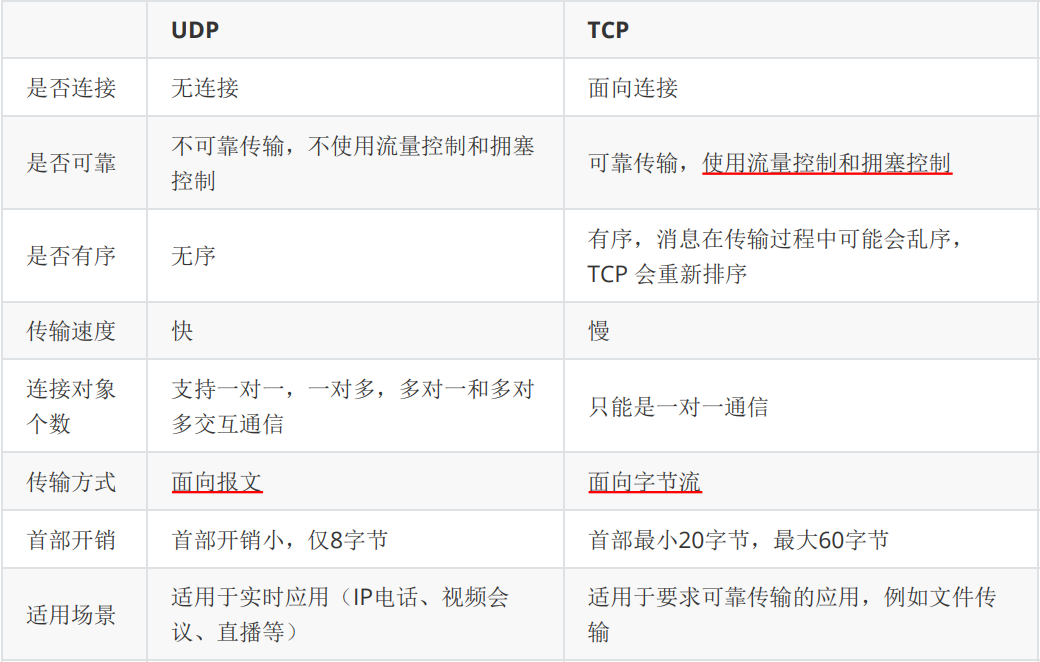 UDP
TCP
是否连接
无连接
面向连接
是否可靠
不可靠传输，不使用流量控制和拥塞
控制
可靠传输，使用流量控制和拥塞控制
是否有序
无序
有序，消息在传输过程中可能会乱序，
TCP 会重新排序
传输速度
快
慢
连接对象
个数
支持一对一，一对多，多对一和多对
多交互通信
只能是一对一通信
传输方式
面向报文
面向字节流
首部开销
首部开销小，仅8字节
首部最小20字节，最大60字节
适用场景
适用于实时应用（IP电话、视频会
议、直播等）
适用于要求可靠传输的应用，例如文件传
输